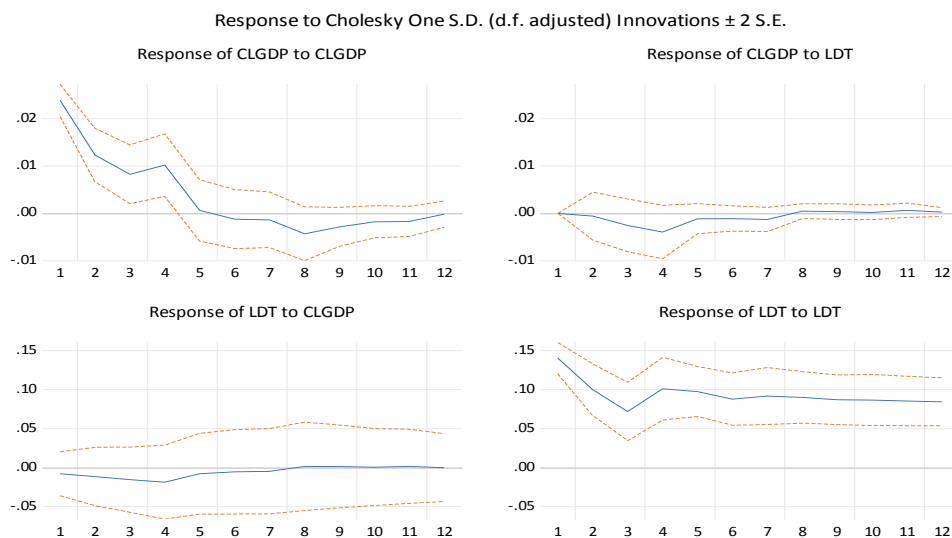 Response to Cholesky One S.D. (d.f. adjusted) Innovations ± 2 S.E.
Response of CLGDP to CLGDP
.02
.01
.00
-.01
1 2 3 4 5 6 7 8 9 10 11 12
Response of CLGDP to LDT
.02
.01
.00
-.01
1 2 3 4 5 6 7 8 9 10 11 12
Response of LDT to CLGDP
.15
.10
.05
.00
-.05
1 2 3 4 5 6 7 8 9 10 11 12
Response of LDT to LDT
.15
.10
.05
.00
-.05
1 2 3 4 5 6 7 8 9 10 11 12